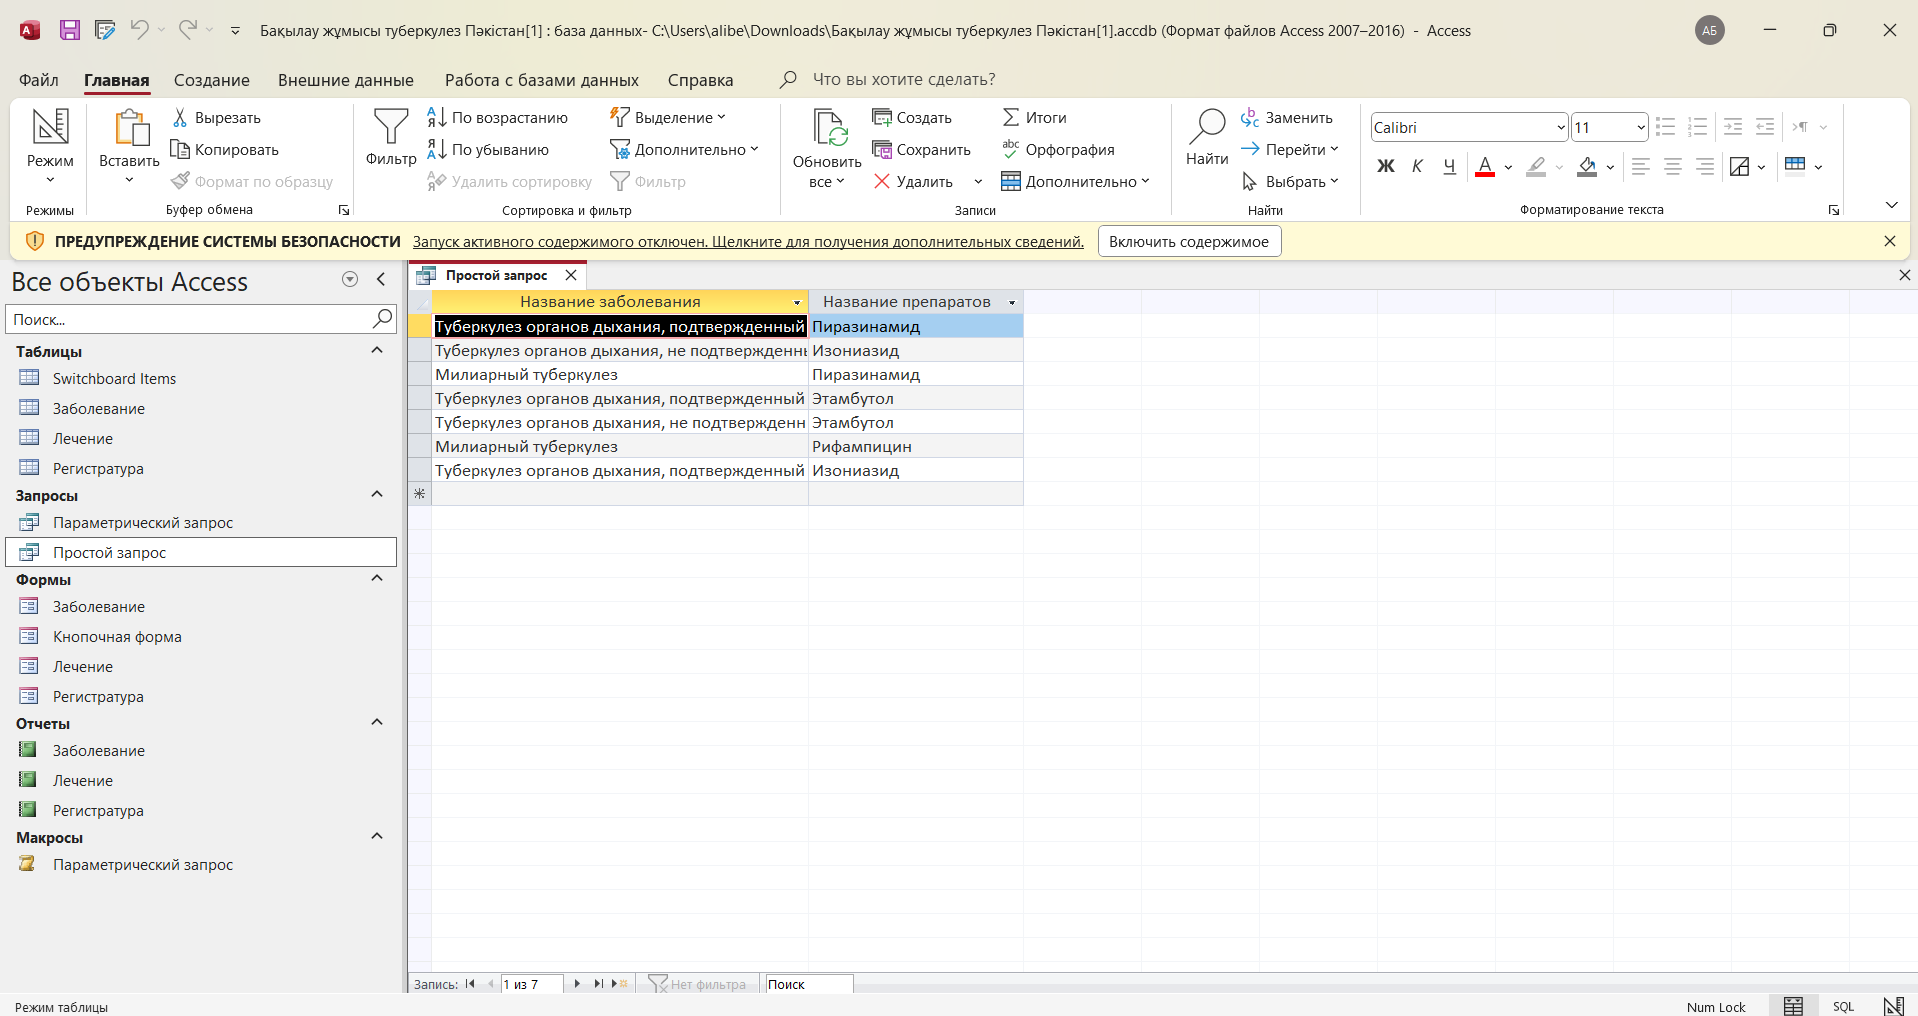 Бақылау жұмысы туберкулез Пәкістан[1] : база данных- C:\Users\alibe\Downloads\Бақылау жұмысы туберкулез Пәкістан[1].accdb (Формат файлов Access 2007–2016) - Access
АБ
Файл Главная Создание Внешние данные Работа с базами данных Справка Что вы хотите сделать?
Режим
Режимы
Вставить
Вырезать
Копировать
Формат по образцу
Буфер обмена
Фильтр
По возрастанию
По убыванию
Удалить сортировку
Выделение
Дополнительно
Фильтр
Сортировка и фильтр
Обновить
все
Создать
Сохранить
Удалить
Итоги
Орфография
Дополнительно
Записи
Найти
Заменить
Перейти
Выбрать
Найти
Calibri 11
Ж К Ч А
Форматирование текста
ПРЕДУПРЕЖДЕНИЕ СИСТЕМЫ БЕЗОПАСНОСТИ Запуск активного содержимого отключен. Щелкните для получения дополнительных сведений. Включить содержимое
Все объекты Access
Поиск...
Таблицы
Switchboard Items
Заболевание
Лечение
Регистратура
Запросы
Параметрический запрос
Простой запрос
Формы
Заболевание
Кнопочная форма
Лечение
Регистратура
Отчеты
Заболевание
Лечение
Регистратура
Макросы
Параметрический запрос
Простой запрос
Название заболевания Название препаратов
Туберкулез органов дыхания, подтвержденный Пиразинамид
Туберкулез органов дыхания, не подтвержденны Изониазид
Милиарный туберкулез Пиразинамид
Туберкулез органов дыхания, подтвержденный Этамбутол
Туберкулез органов дыхания, не подтвержденн Этамбутол
Милиарный туберкулез Рифампицин
Туберкулез органов дыхания, подтвержденный Изониазид
Запись: 1 из 7 Нет фильтра Поиск
Режим таблицы Num Lock SQL